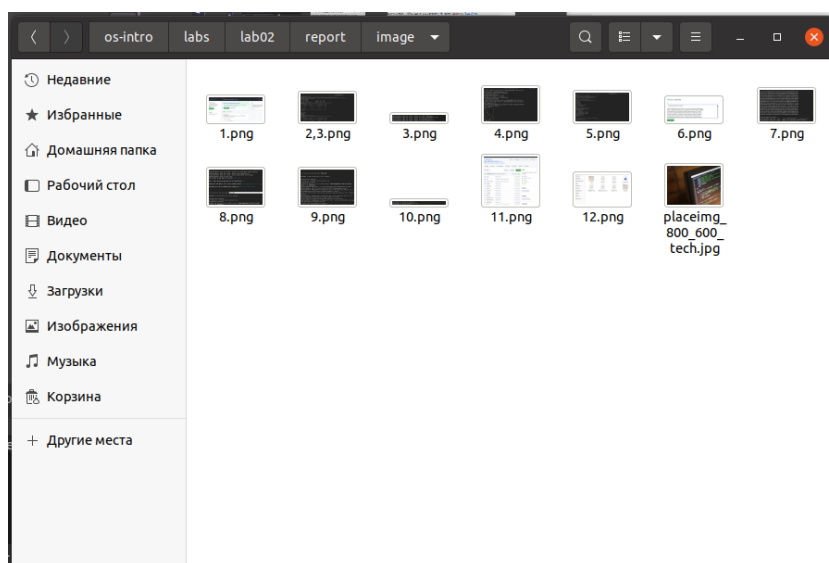 os-intro labs lab02 report image
Недавние
Избранные
Домашняя папка
Рабочий стол
Видео
Документы
Загрузки
Изображения
Музыка
Корзина
Другие места
1.png 2,3.png 3.png 4.png 5.png 6.png 7.png
8.png 9.png 10.png 11.png 12.png placeimg_
800_600_
tech.jpg